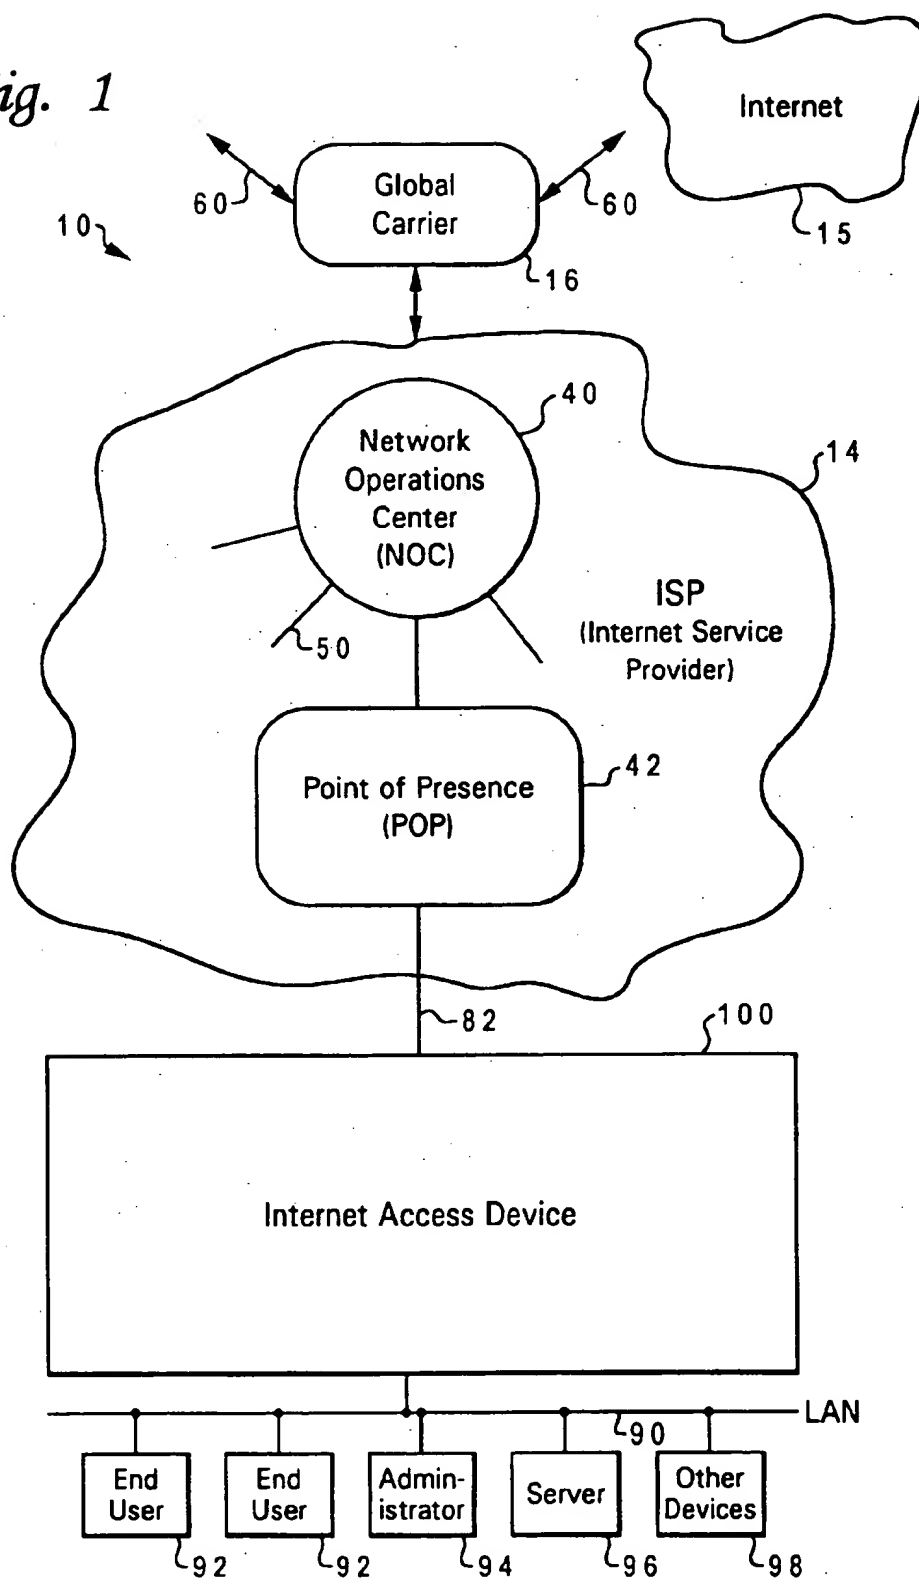 ig. 1
Internet
Global
Carrier
60
60
10
15
16
40
Network
Operations
Center
(NOC)
14
ISP
(Internet Service
Provider)
50
Point of Presence
(POP)
42
82
100
Internet Access Device
LAN
90
End
User
End
User
Admin-
istrator
Server
Other
Devices
92
92
94
96
98